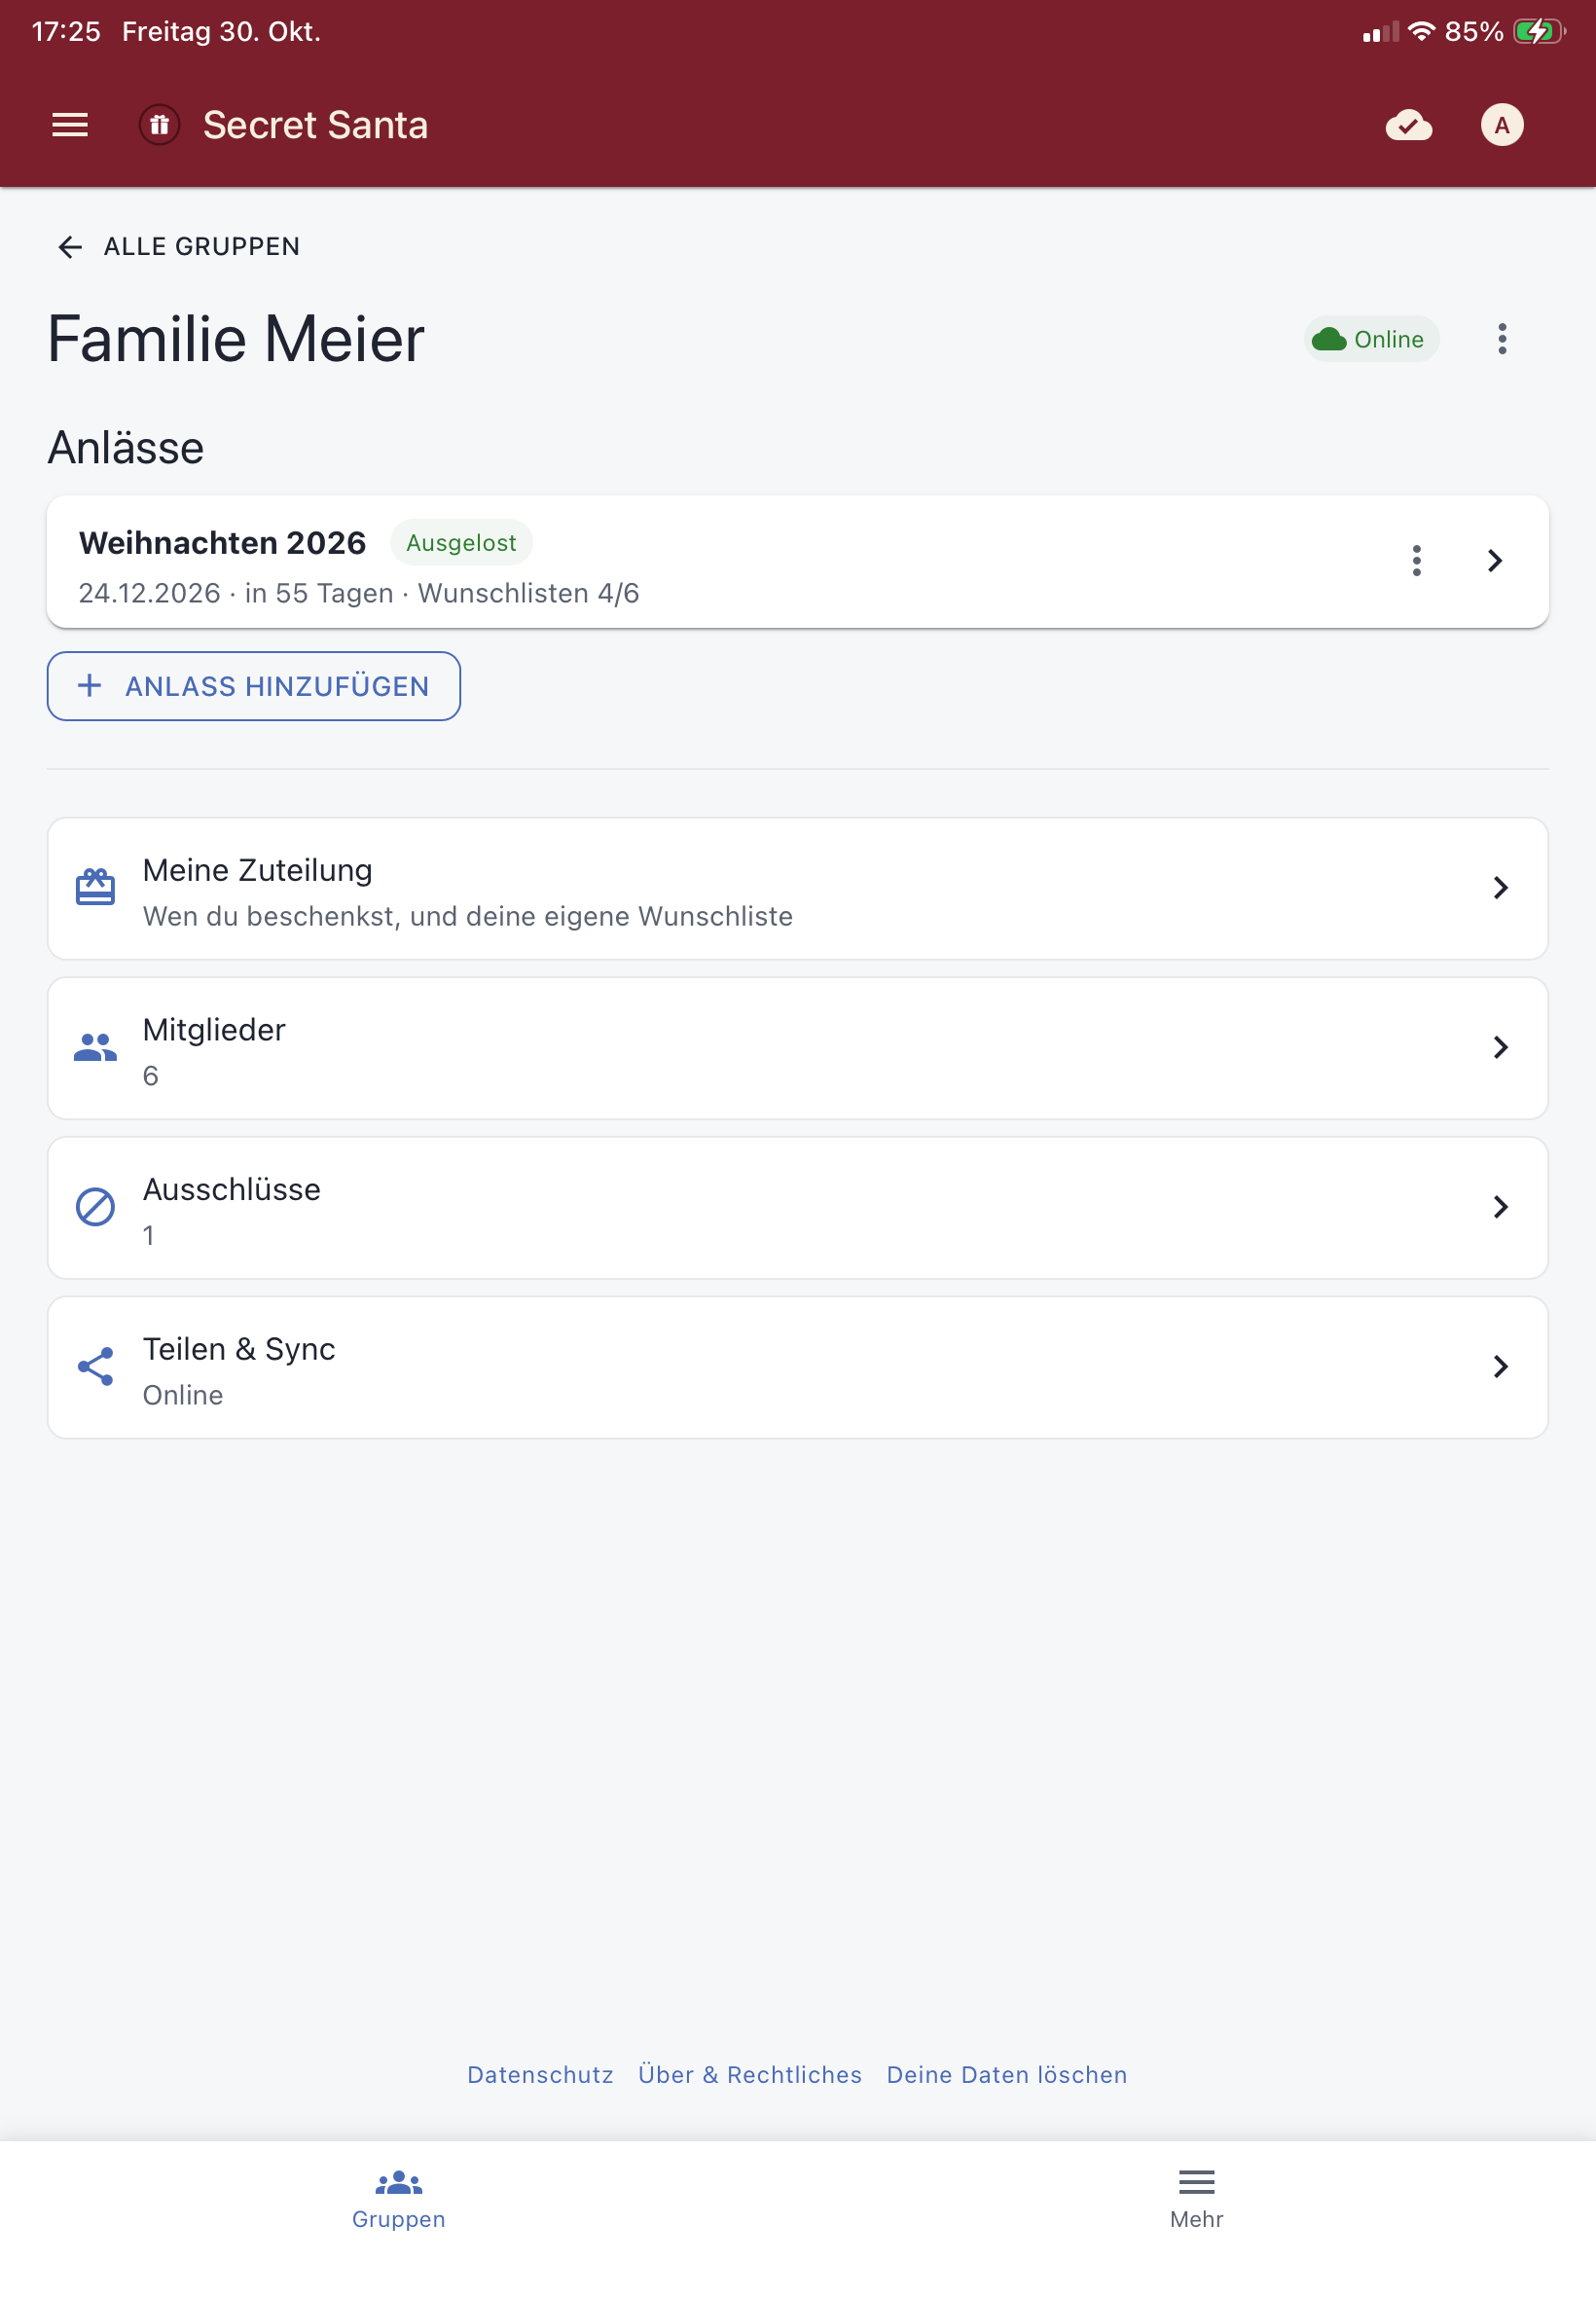 17:25 Freitag 30. Okt.
85%
Secret Santa
A
ALLE GRUPPEN
Familie Meier
Online
Anlässe
Weihnachten 2026 Ausgelost
24.12.2026 · in 55 Tagen · Wunschlisten 4/6
ANLASS HINZUFÜGEN
Meine Zuteilung
Wen du beschenkst, und deine eigene Wunschliste
Mitglieder
6
Ausschlüsse
1
Teilen & Sync
Online
Datenschutz Über & Rechtliches Deine Daten löschen
Gruppen
Mehr